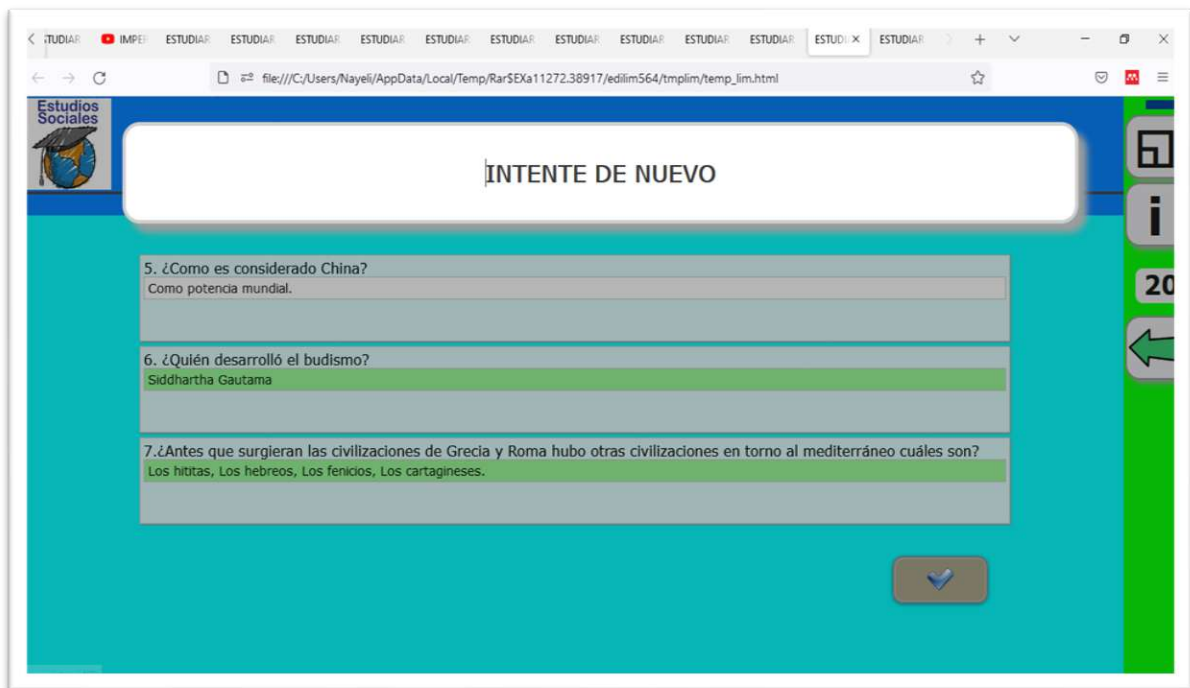 STUDIAR IMPER ESTUDIAR ESTUDIAR ESTUDIAR ESTUDIAR ESTUDIAR ESTUDIAR ESTUDIAR ESTUDIAR ESTUDIAR ESTUDIAR ESTUDI ESTUDIAR
file:///C:/Users/Nayeli/AppData/Local/Temp/Rar$EXa11272.38917/edilim564/tmplim/temp_lim.html
Estudios
Sociales
INTENTE DE NUEVO
i
5. ¿Como es considerado China?
Como potencia mundial.
20
6. ¿Quién desarrolló el budismo?
Siddhartha Gautama
7.¿Antes que surgieran las civilizaciones de Grecia y Roma hubo otras civilizaciones en torno al mediterráneo cuáles son?
Los hititas, Los hebreos, Los fenicios, Los cartagineses.